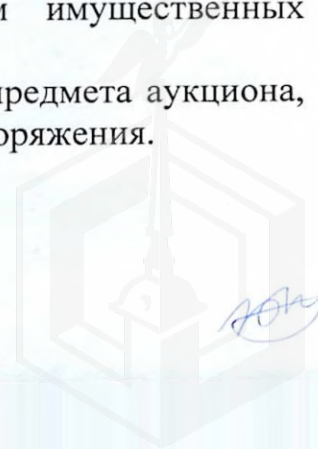 имущественных
предмета аукциона,
оряжения.